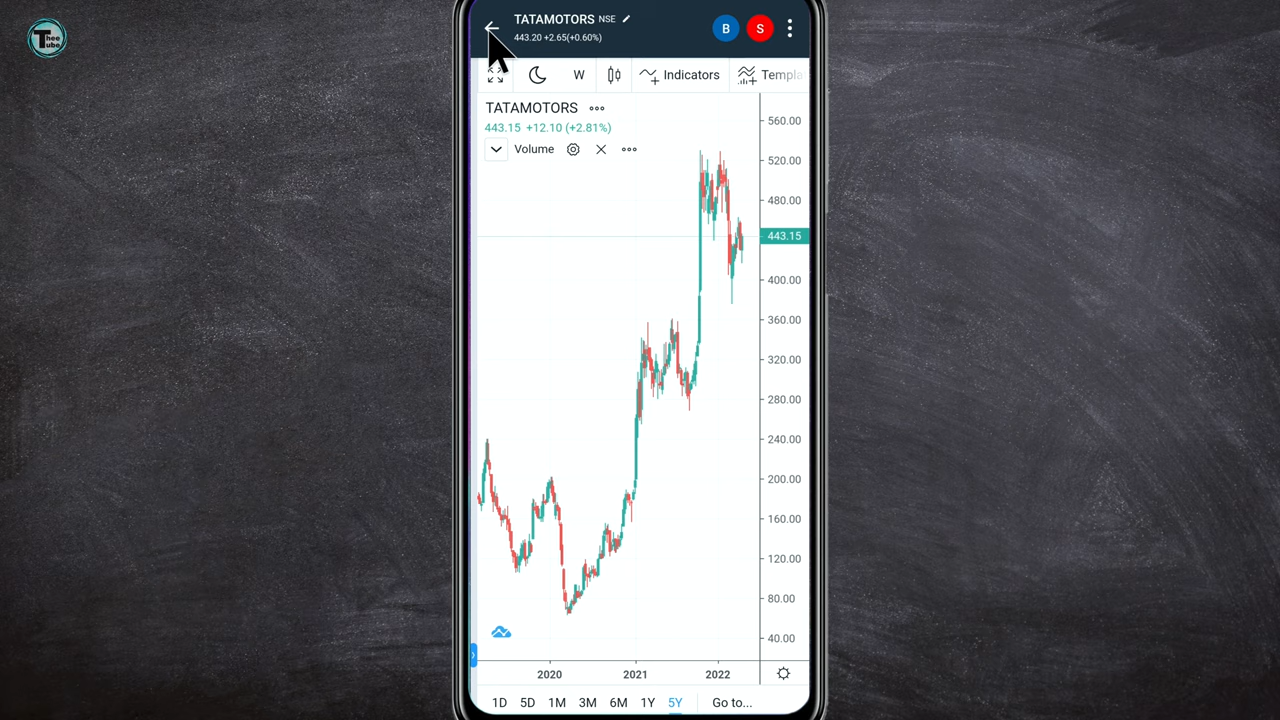 Thee
Tube
TATAMOTORS NSE
443.20 +2.65(+0.60%)
B S
W Indicators Templa
TATAMOTORS
443.15 +12.10 (+2.81%)
Volume
560.00
520.00
480.00
443.15
400.00
360.00
320.00
280.00
240.00
200.00
160.00
120.00
80.00
40.00
2020 2021 2022
1D 5D 1M 3M 6M 1Y 5Y Go to...